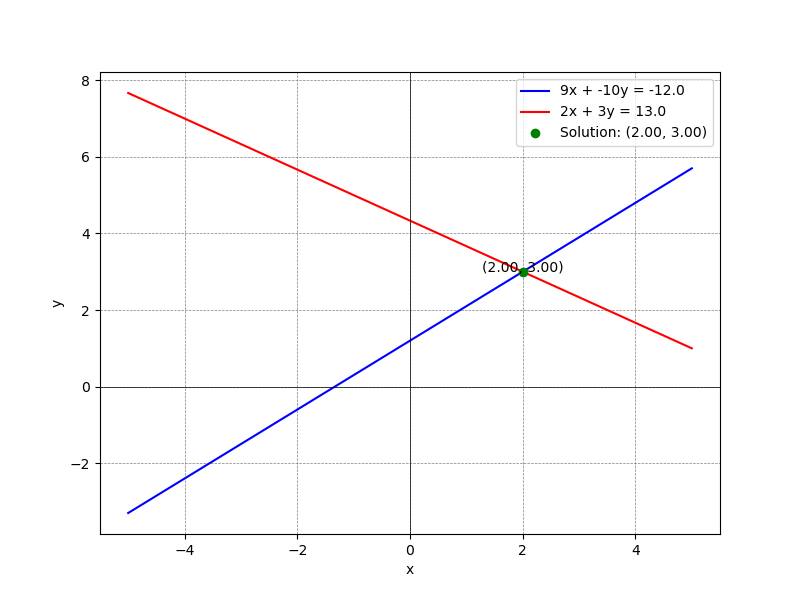 8
6
4
2
0
−2
−4
−2
0
2
4
x
y
9x + -10y = -12.0
2x + 3y = 13.0
Solution: (2.00, 3.00)
(2.00, 3.00)